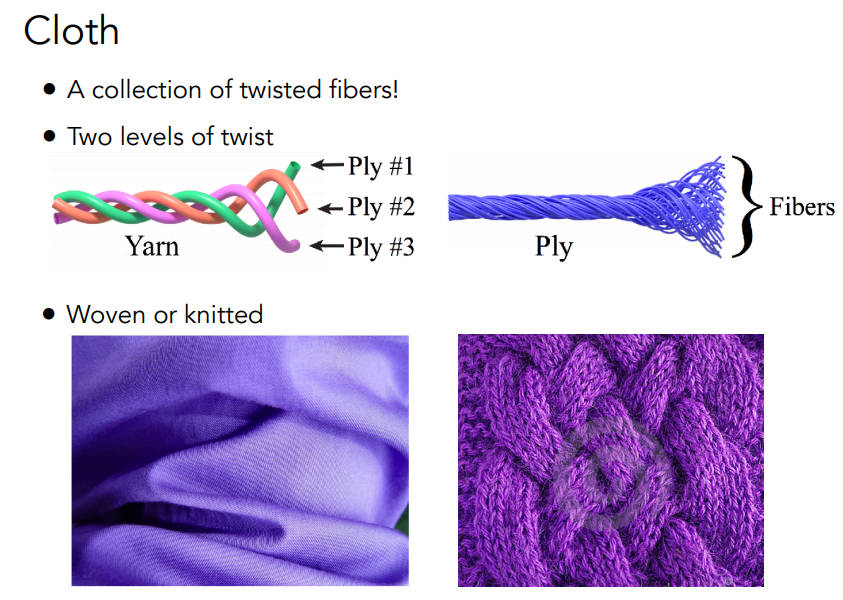 Cloth
• A collection of twisted fibers!
• Two levels of twist
Ply #1
Ply #2
Ply #3
Yarn
Fibers
Ply
• Woven or knitted